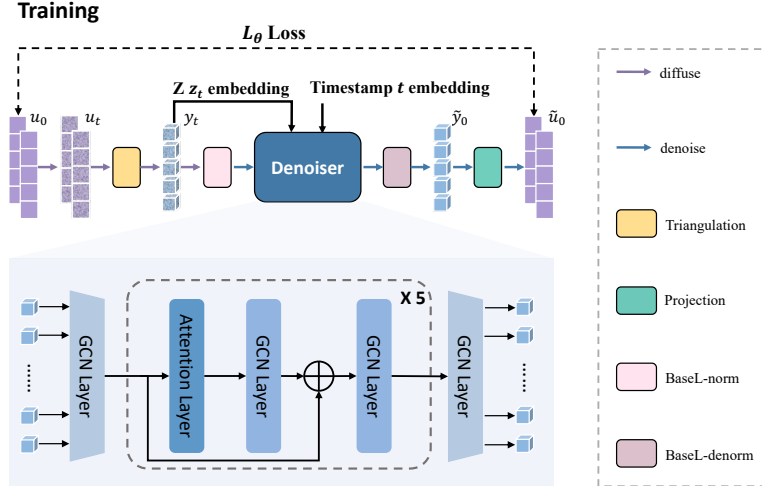 Training
L_θ Loss
Z z_t embedding
Timestamp t embedding
u_0
u_t
y_t
ỹ_0
ũ_0
Denoiser
X 5
GCN Layer
Attention Layer
GCN Layer
GCN Layer
GCN Layer
......
......
diffuse
denoise
Triangulation
Projection
BaseL-norm
BaseL-denorm